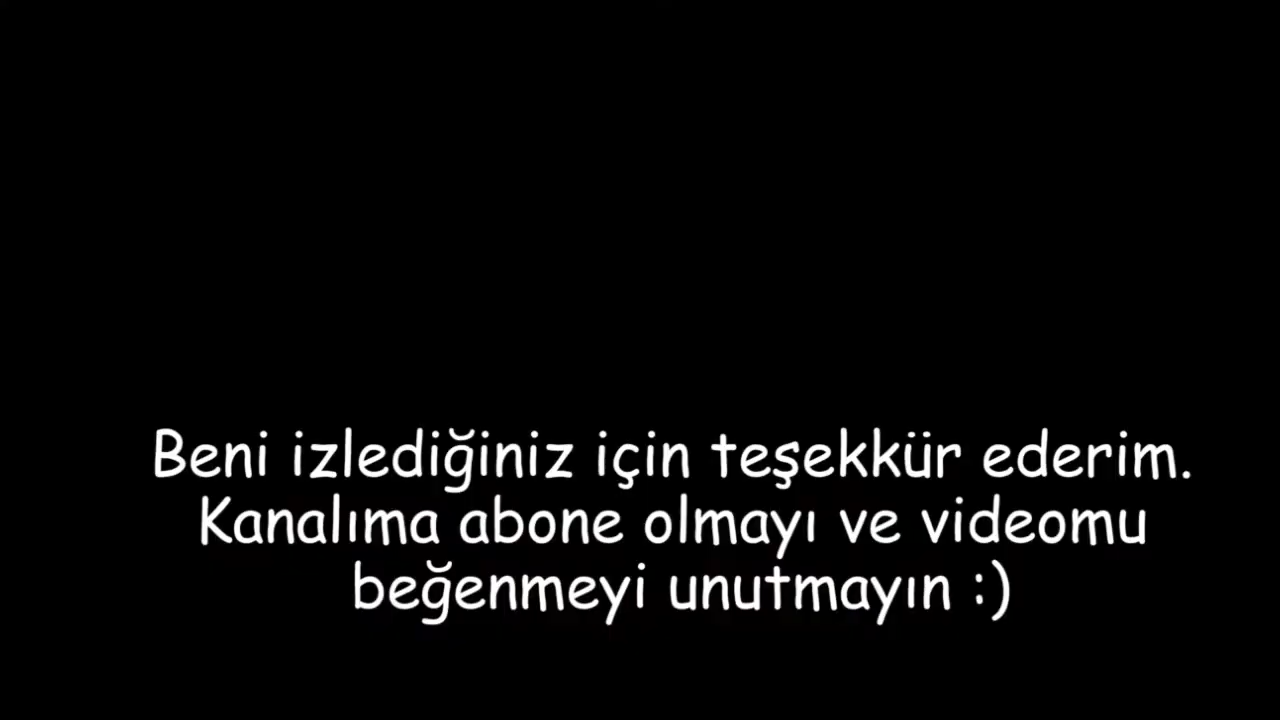 Beni izlediğiniz için teşekkür ederim.
Kanalıma abone olmayı ve videomu
beğenmeyi unutmayın :)